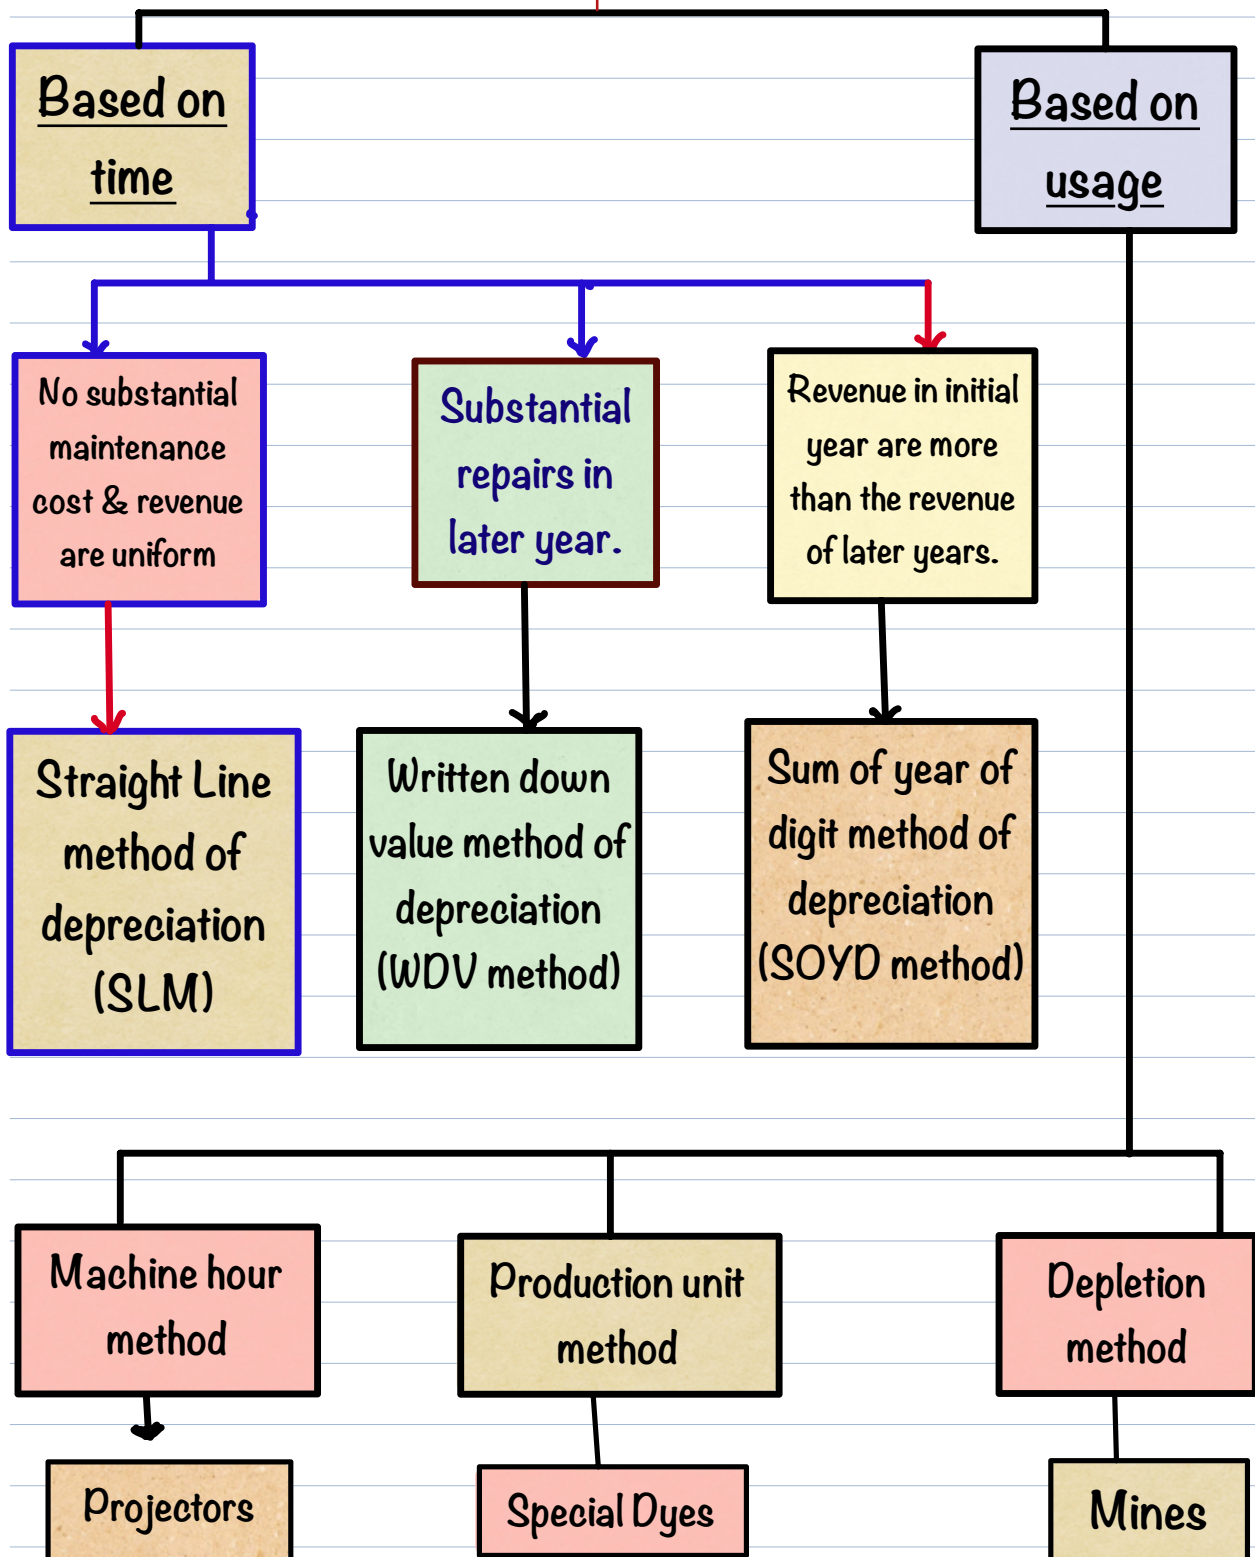 Based on
time
Based on
usage
No substantial
maintenance
cost & revenue
are uniform
Substantial
repairs in
later year.
Revenue in initial
year are more
than the revenue
of later years.
Straight Line
method of
depreciation
(SLM)
Written down
value method of
depreciation
(WDV method)
Sum of year of
digit method of
depreciation
(SOYD method)
Machine hour
method
Production unit
method
Depletion
method
Projectors
Special Dyes
Mines